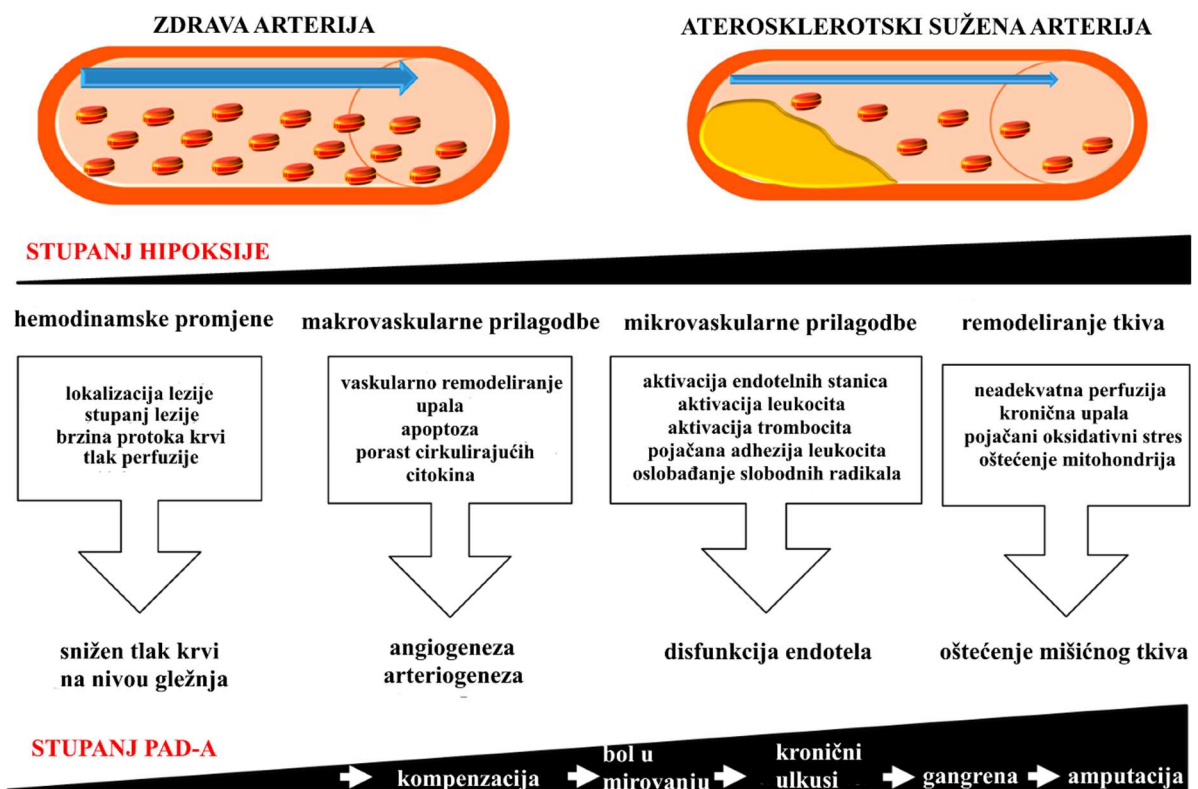 ZDRAVA ARTERIJA
ATEROSKLEROTSKI SUŽENA ARTERIJA
STUPANJ HIPOKSIJE
hemodinamske promjene
lokalizacija lezije
stupanj lezije
brzina protoka krvi
tlak perfuzije
snižen tlak krvi
na nivou gležnja
makrovaskularne prilagodbe
vaskularno remodeliranje
upala
apoptoza
porast cirkulirajućih
citokina
angiogeneza
arteriogeneza
mikrovaskularne prilagodbe
aktivacija endotelnih stanica
aktivacija leukocita
aktivacija trombocita
pojačana adhezija leukocita
oslobađanje slobodnih radikala
disfunkcija endotela
remodeliranje tkiva
neadekvatna perfuzija
kronična upala
pojačani oksidativni stres
oštećenje mitohondrija
oštećenje mišićnog tkiva
STUPANJ PAD-A
kompenzacija
bol u
mirovanju
kronični
ulkusi
gangrena
amputacija